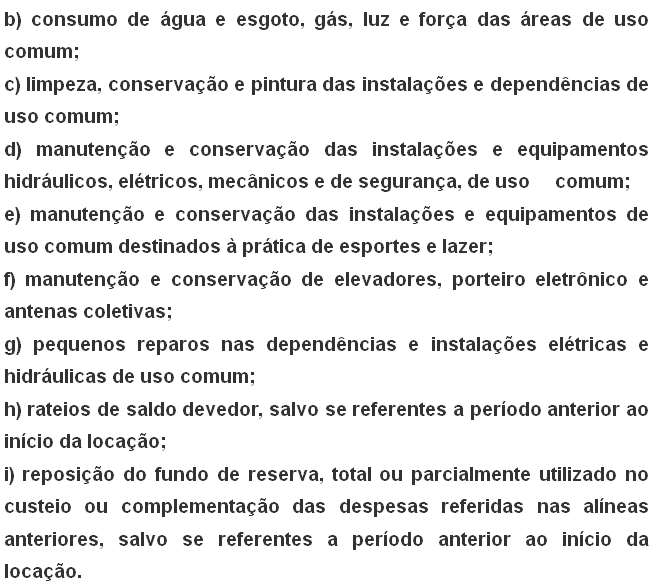 b) consumo de água e esgoto, gás, luz e força das áreas de uso
comum;
c) limpeza, conservação e pintura das instalações e dependências de
uso comum;
d) manutenção e conservação das instalações e equipamentos
hidráulicos, elétricos, mecânicos e de segurança, de uso comum;
e) manutenção e conservação das instalações e equipamentos de
uso comum destinados à prática de esportes e lazer;
f) manutenção e conservação de elevadores, porteiro eletrônico e
antenas coletivas;
g) pequenos reparos nas dependências e instalações elétricas e
hidráulicas de uso comum;
h) rateios de saldo devedor, salvo se referentes a período anterior ao
início da locação;
i) reposição do fundo de reserva, total ou parcialmente utilizado no
custeio ou complementação das despesas referidas nas alíneas
anteriores, salvo se referentes a período anterior ao início da
locação.